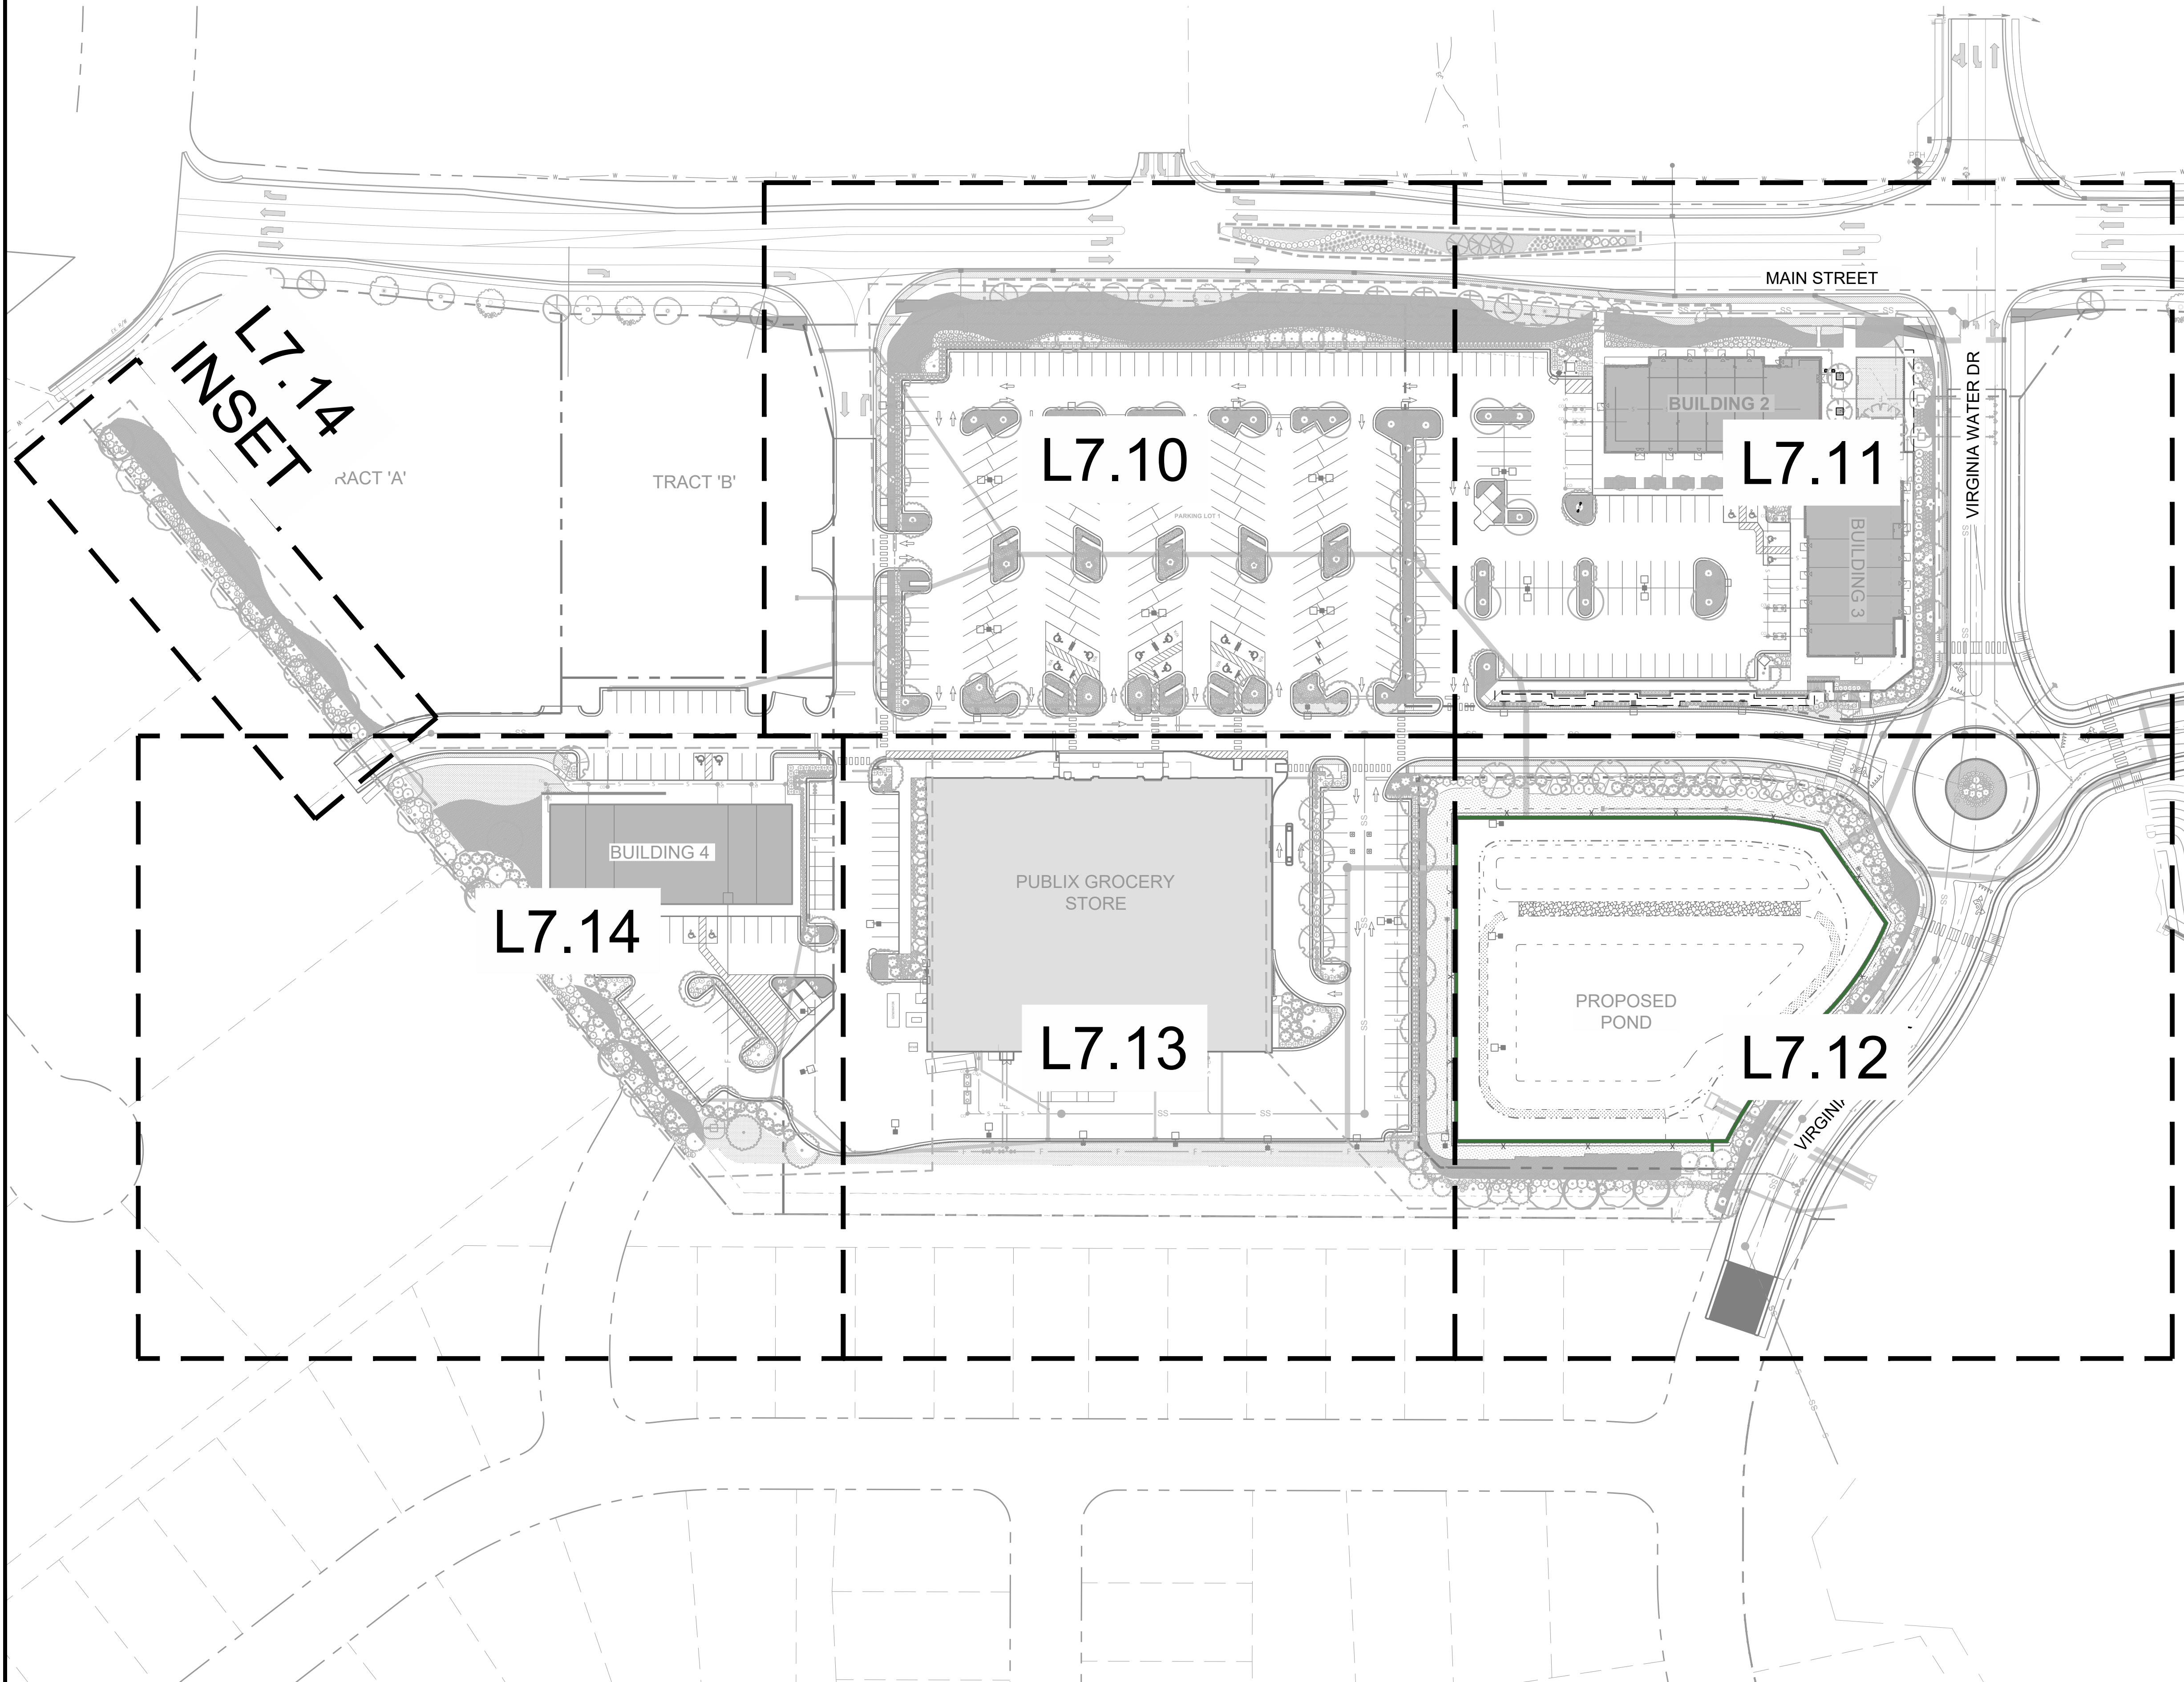 MAIN STREET
L7.14
INSET
RACT 'A'
TRACT 'B'
L7.10
PARKING LOT 1
BUILDING 2
L7.11
VIRGINIA WATER DR
BUILDING 3
BUILDING 4
L7.14
PUBLIX GROCERY
STORE
L7.13
PROPOSED
POND
L7.12
VIRGINIA